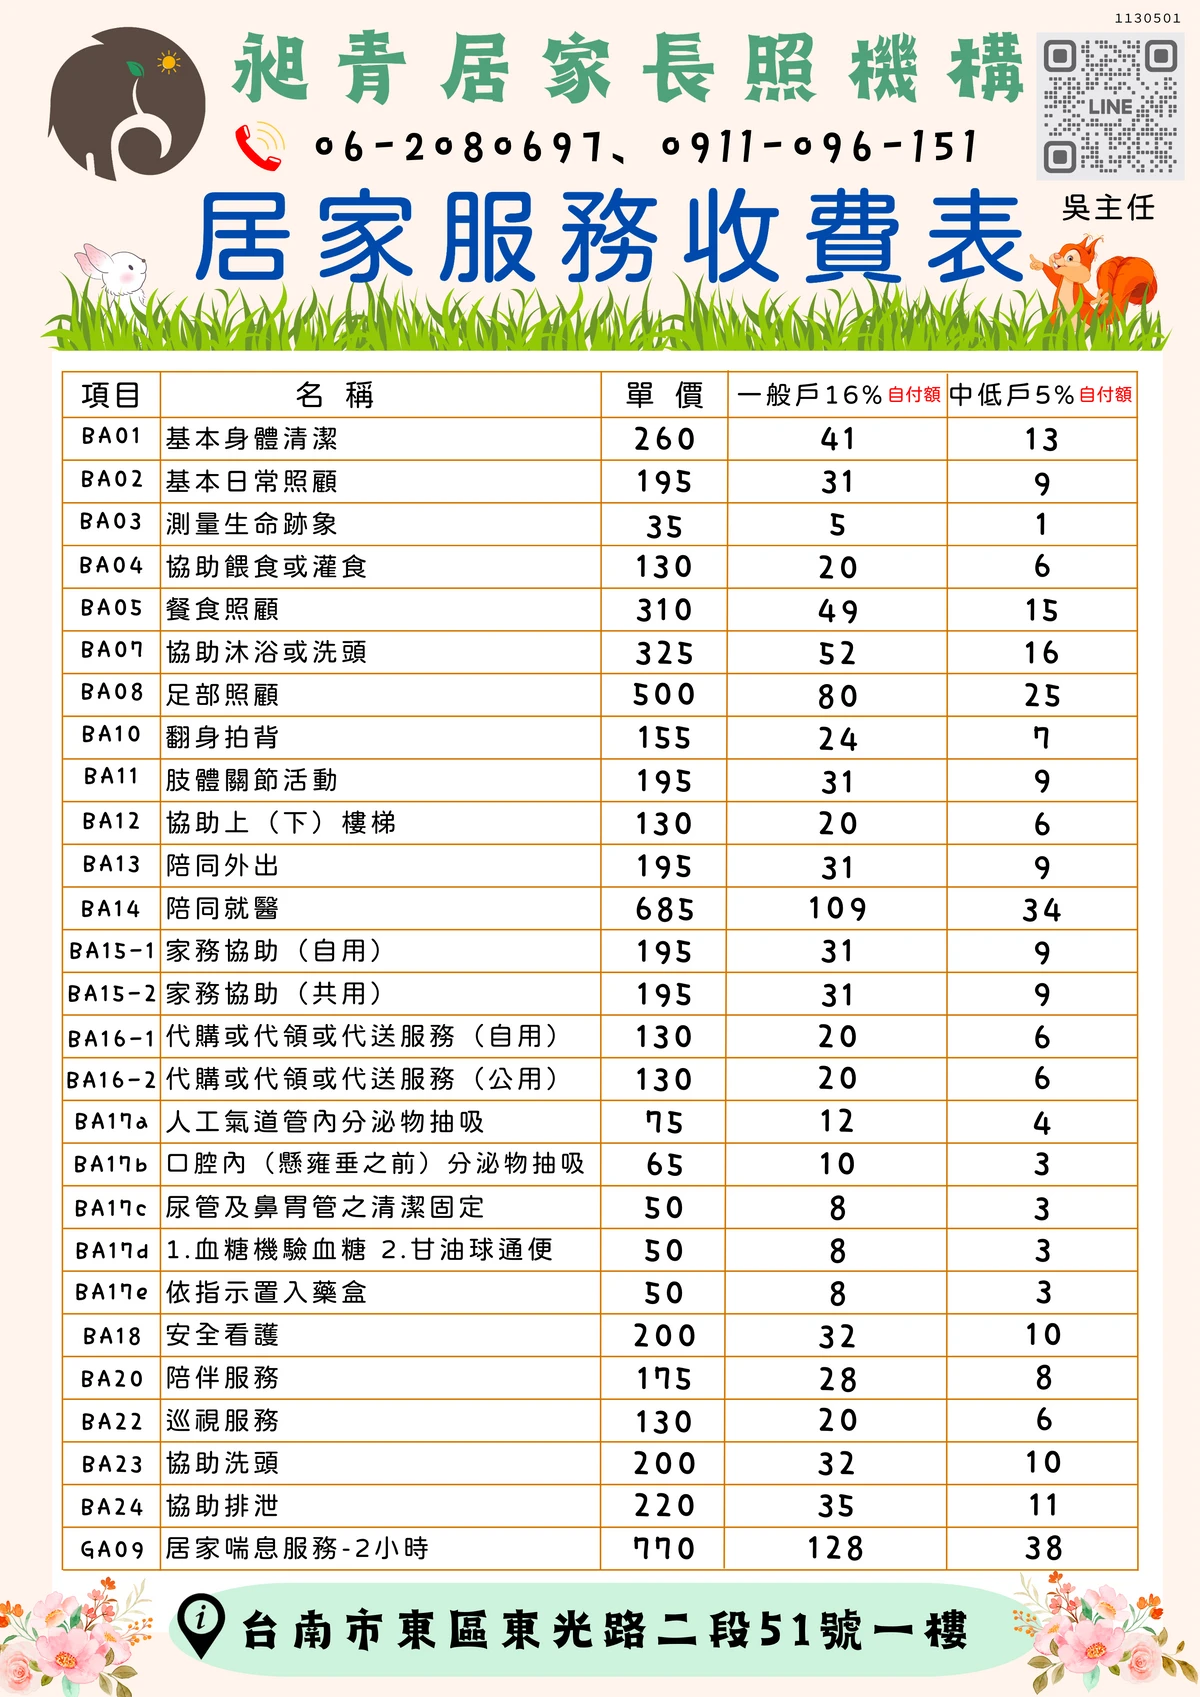 1130501
昶青居家長照機構
LINE
06-2080697、0911-096-151
吳主任
居家服務收費表
項目 名稱 單價 一般戶16%自付額 中低戶5%自付額
BA01 基本身體清潔 260 41 13
BA02 基本日常照顧 195 31 9
BA03 測量生命跡象 35 5 1
BA04 協助餵食或灌食 130 20 6
BA05 餐食照顧 310 49 15
BA07 協助沐浴或洗頭 325 52 16
BA08 足部照顧 500 80 25
BA10 翻身拍背 155 24 7
BA11 肢體關節活動 195 31 9
BA12 協助上（下）樓梯 130 20 6
BA13 陪同外出 195 31 9
BA14 陪同就醫 685 109 34
BA15-1 家務協助（自用） 195 31 9
BA15-2 家務協助（共用） 195 31 9
BA16-1 代購或代領或代送服務（自用） 130 20 6
BA16-2 代購或代領或代送服務（公用） 130 20 6
BA17a 人工氣道管內分泌物抽吸 75 12 4
BA17b 口腔內（懸雍垂之前）分泌物抽吸 65 10 3
BA17c 尿管及鼻胃管之清潔固定 50 8 3
BA17d 1.血糖機驗血糖 2.甘油球通便 50 8 3
BA17e 依指示置入藥盒 50 8 3
BA18 安全看護 200 32 10
BA20 陪伴服務 175 28 8
BA22 巡視服務 130 20 6
BA23 協助洗頭 200 32 10
BA24 協助排泄 220 35 11
GA09 居家喘息服務-2小時 770 128 38
台南市東區東光路二段51號一樓